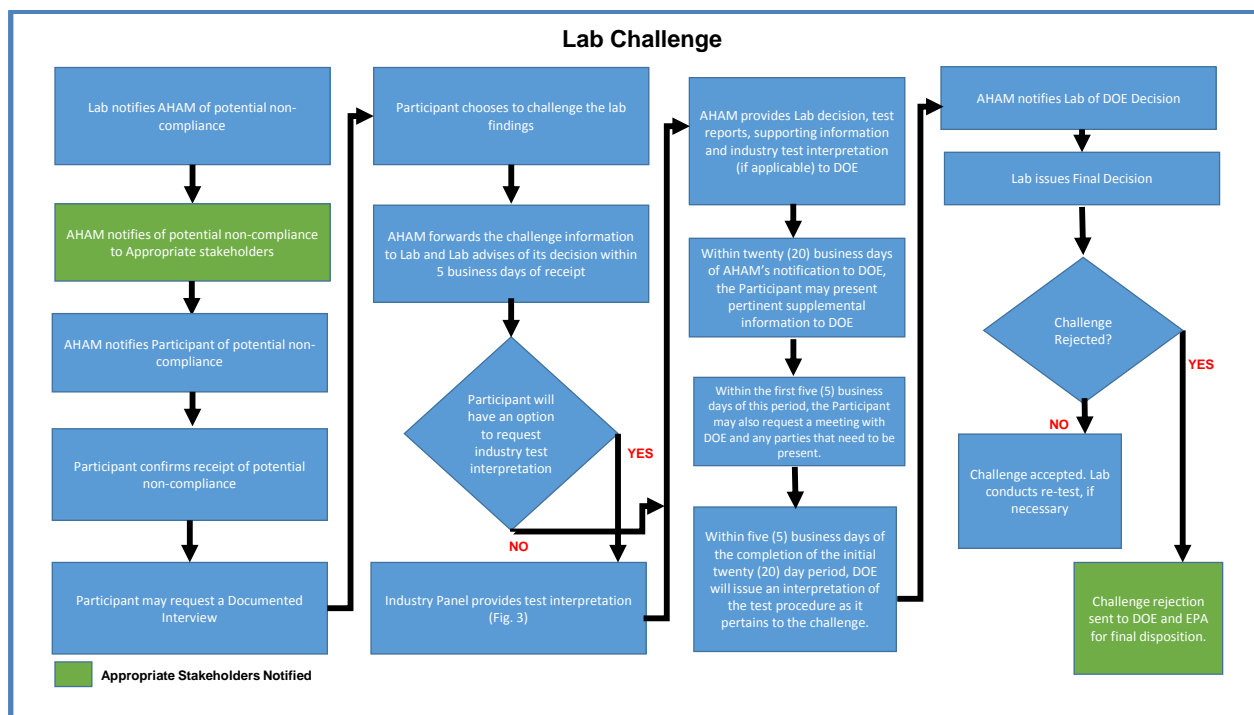 Lab Challenge
Lab notifies AHAM of potential non-
compliance
AHAM notifies of potential non-compliance
to Appropriate stakeholders
AHAM notifies Participant of potential non-
compliance
Participant confirms receipt of potential
non-compliance
Participant may request a Documented
Interview
Participant chooses to challenge the lab
findings
AHAM forwards the challenge information
to Lab and Lab advises of its decision within
5 business days of receipt
Participant will
have an option
to request
industry test
interpretation
YES
NO
Industry Panel provides test interpretation
(Fig. 3)
AHAM provides Lab decision, test
reports, supporting information
and industry test interpretation
(if applicable) to DOE
Within twenty (20) business days
of AHAM's notification to DOE,
the Participant may present
pertinent supplemental
information to DOE
Within the first five (5) business
days of this period, the Participant
may also request a meeting with
DOE and any parties that need to be
present.
Within five (5) business days
of the completion of the initial
twenty (20) day period, DOE
will issue an interpretation of
the test procedure as it
pertains to the challenge.
AHAM notifies Lab of DOE Decision
Lab issues Final Decision
Challenge
Rejected?
YES
NO
Challenge accepted. Lab
conducts re-test, if
necessary
Challenge rejection
sent to DOE and EPA
for final disposition.
Appropriate Stakeholders Notified